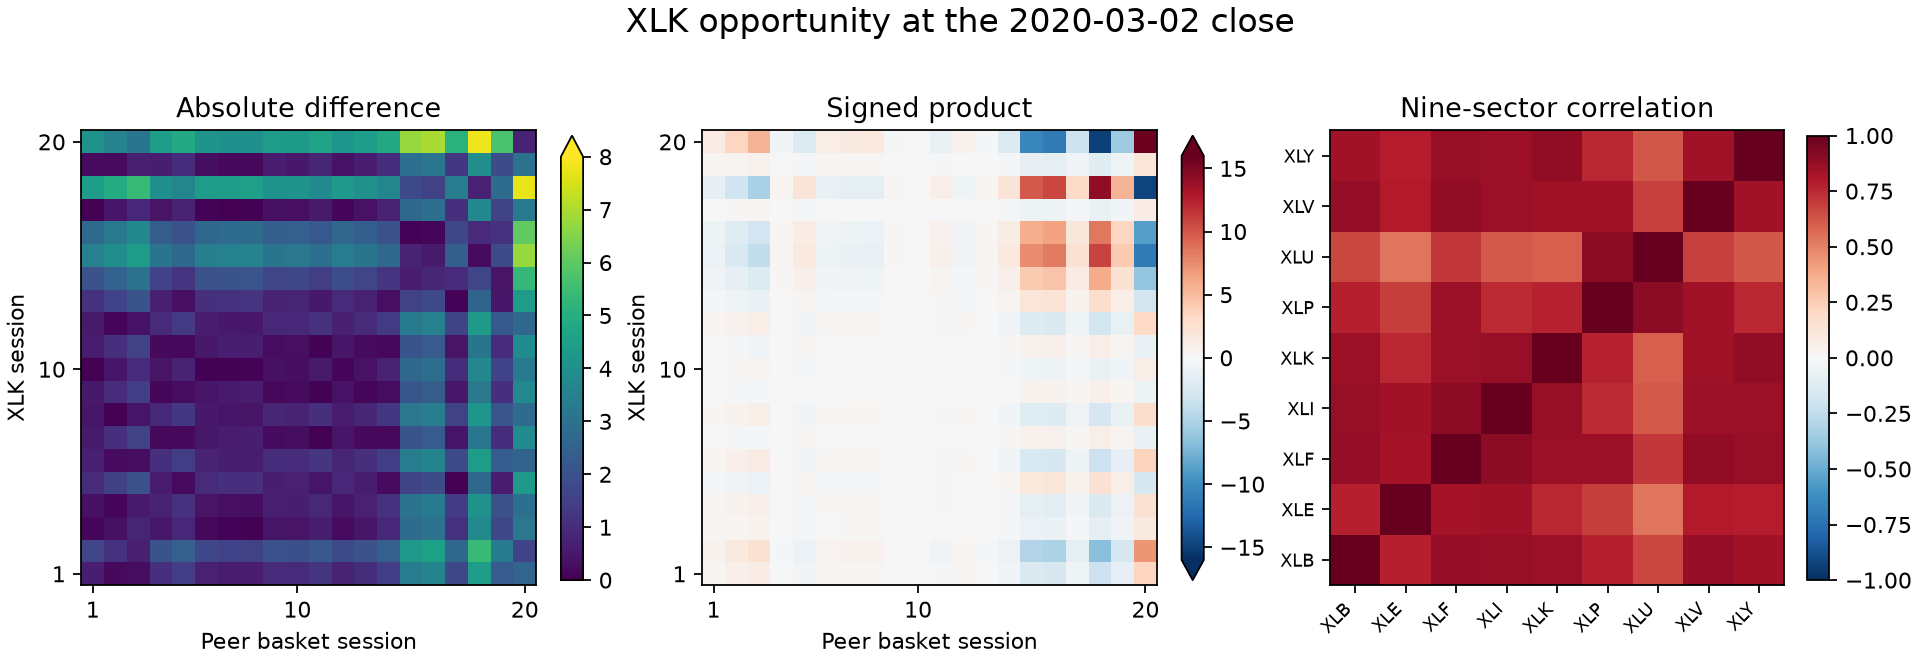 XLK opportunity at the 2020-03-02 close
Absolute difference
XLK session
20
10
1
1 10 20
Peer basket session
8
7
6
5
4
3
2
1
0
Signed product
XLK session
20
10
1
1 10 20
Peer basket session
15
10
5
0
−5
−10
−15
Nine-sector correlation
XLY
XLV
XLU
XLP
XLK
XLI
XLF
XLE
XLB
XLB XLE XLF XLI XLK XLP XLU XLV XLY
1.00
0.75
0.50
0.25
0.00
−0.25
−0.50
−0.75
−1.00